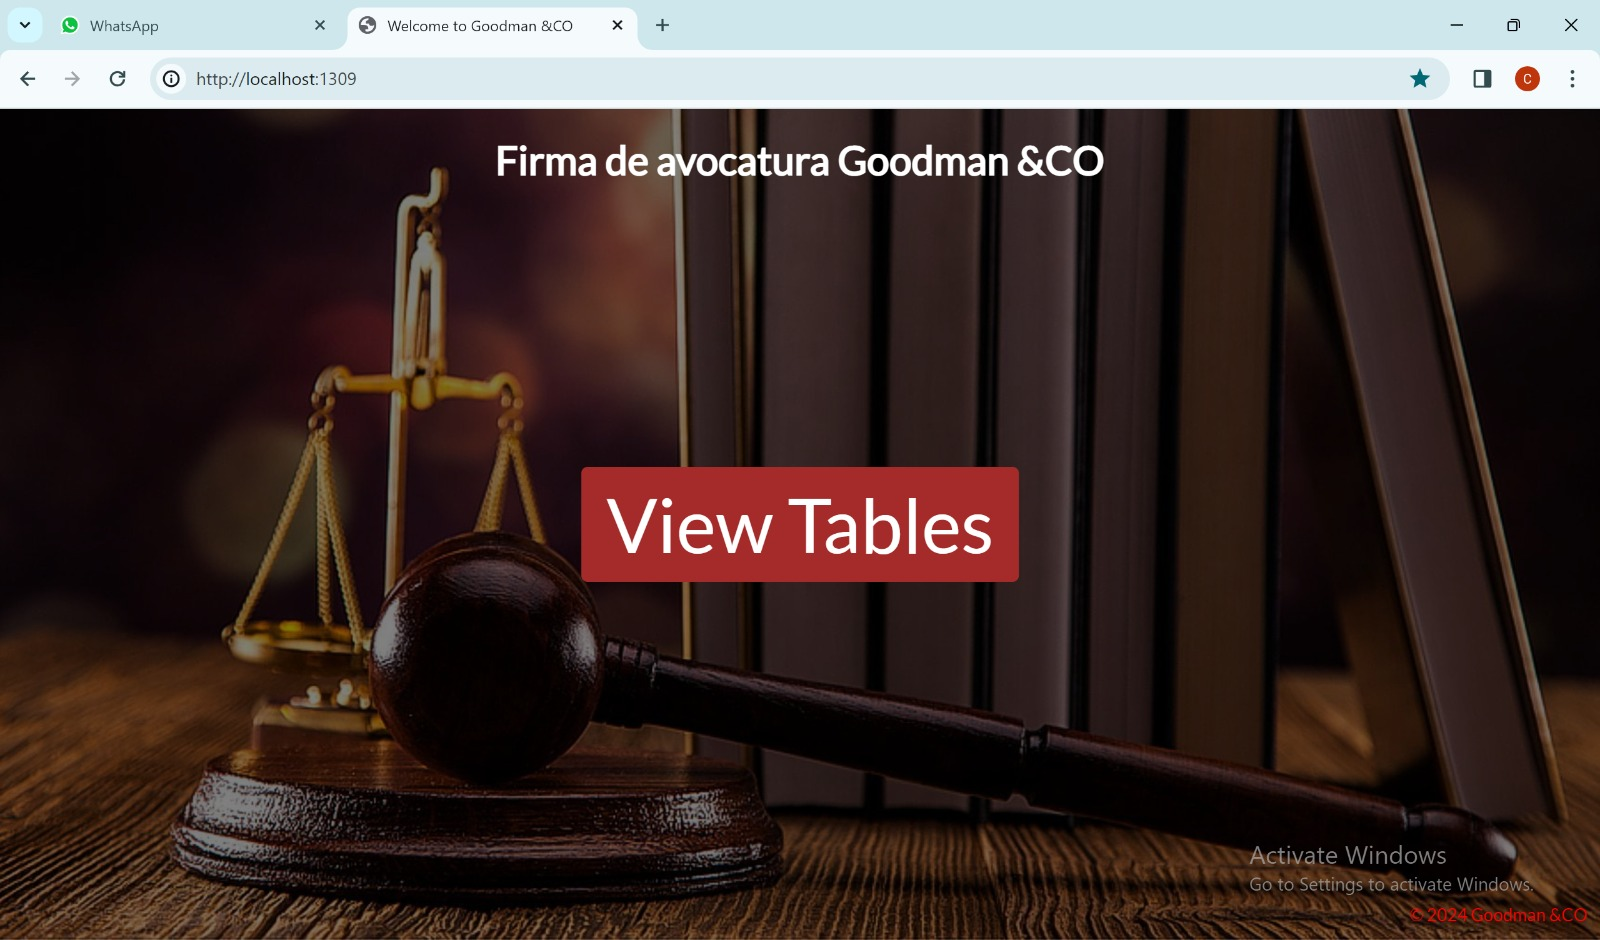 WhatsApp
Welcome to Goodman &CO
http://localhost:1309
C
Firma de avocatura Goodman &CO
View Tables
Activate Windows
Go to Settings to activate Windows.
© 2024 Goodman &CO